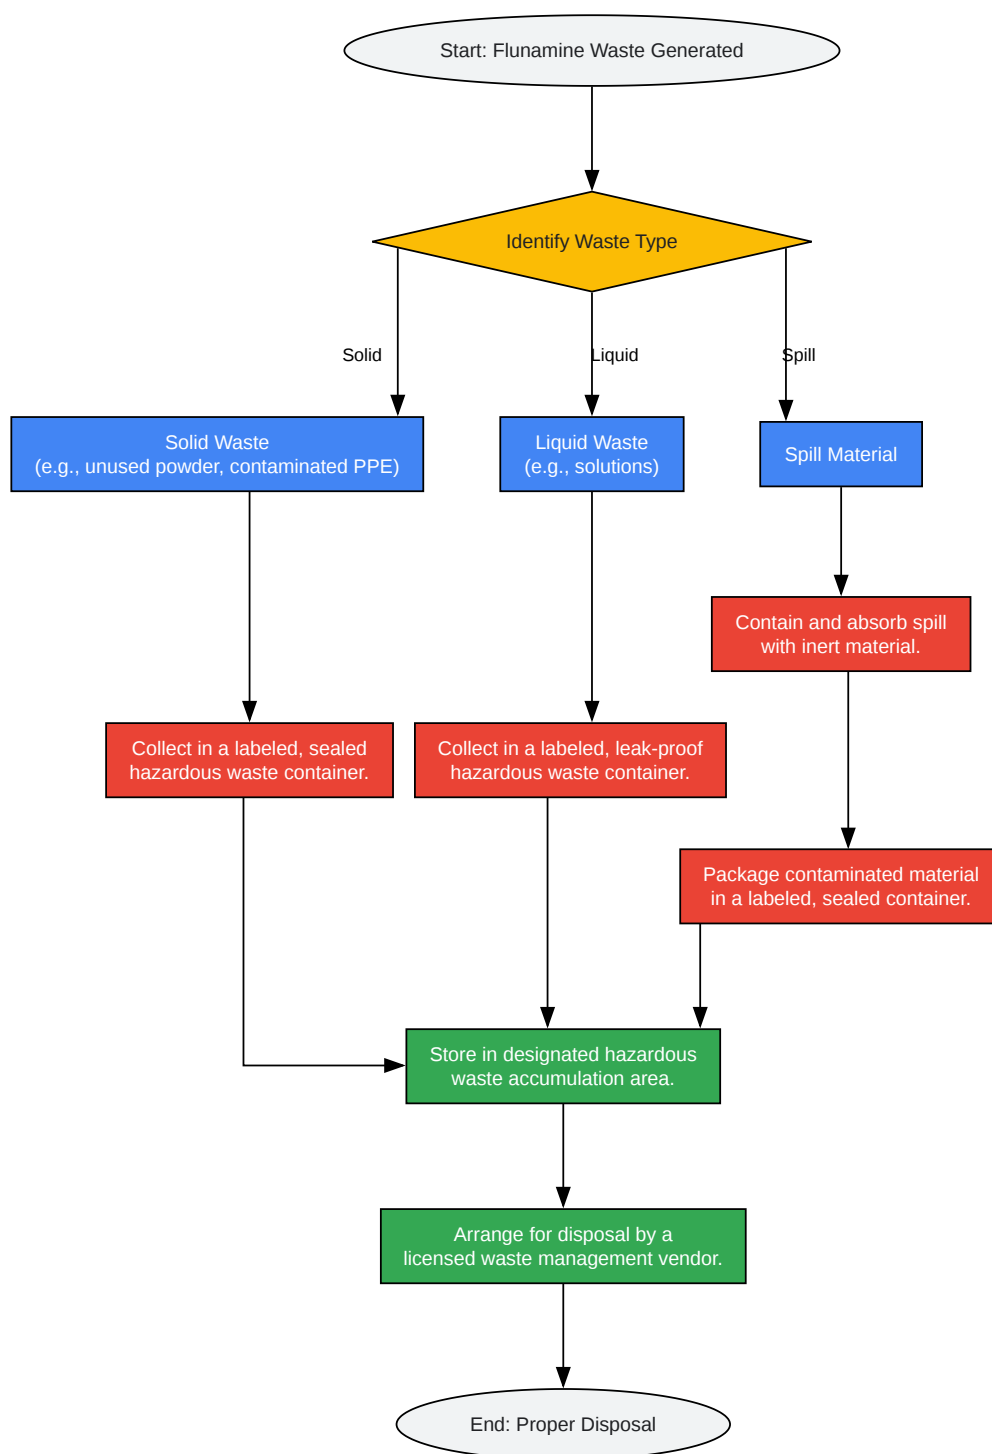 Start: Flunamine Waste Generated
Identify Waste Type
Solid
Liquid
Spill
Solid Waste
(e.g., unused powder, contaminated PPE)
Liquid Waste
(e.g., solutions)
Spill Material
Contain and absorb spill
with inert material.
Collect in a labeled, sealed
hazardous waste container.
Collect in a labeled, leak-proof
hazardous waste container.
Package contaminated material
in a labeled, sealed container.
Store in designated hazardous
waste accumulation area.
Arrange for disposal by a
licensed waste management vendor.
End: Proper Disposal